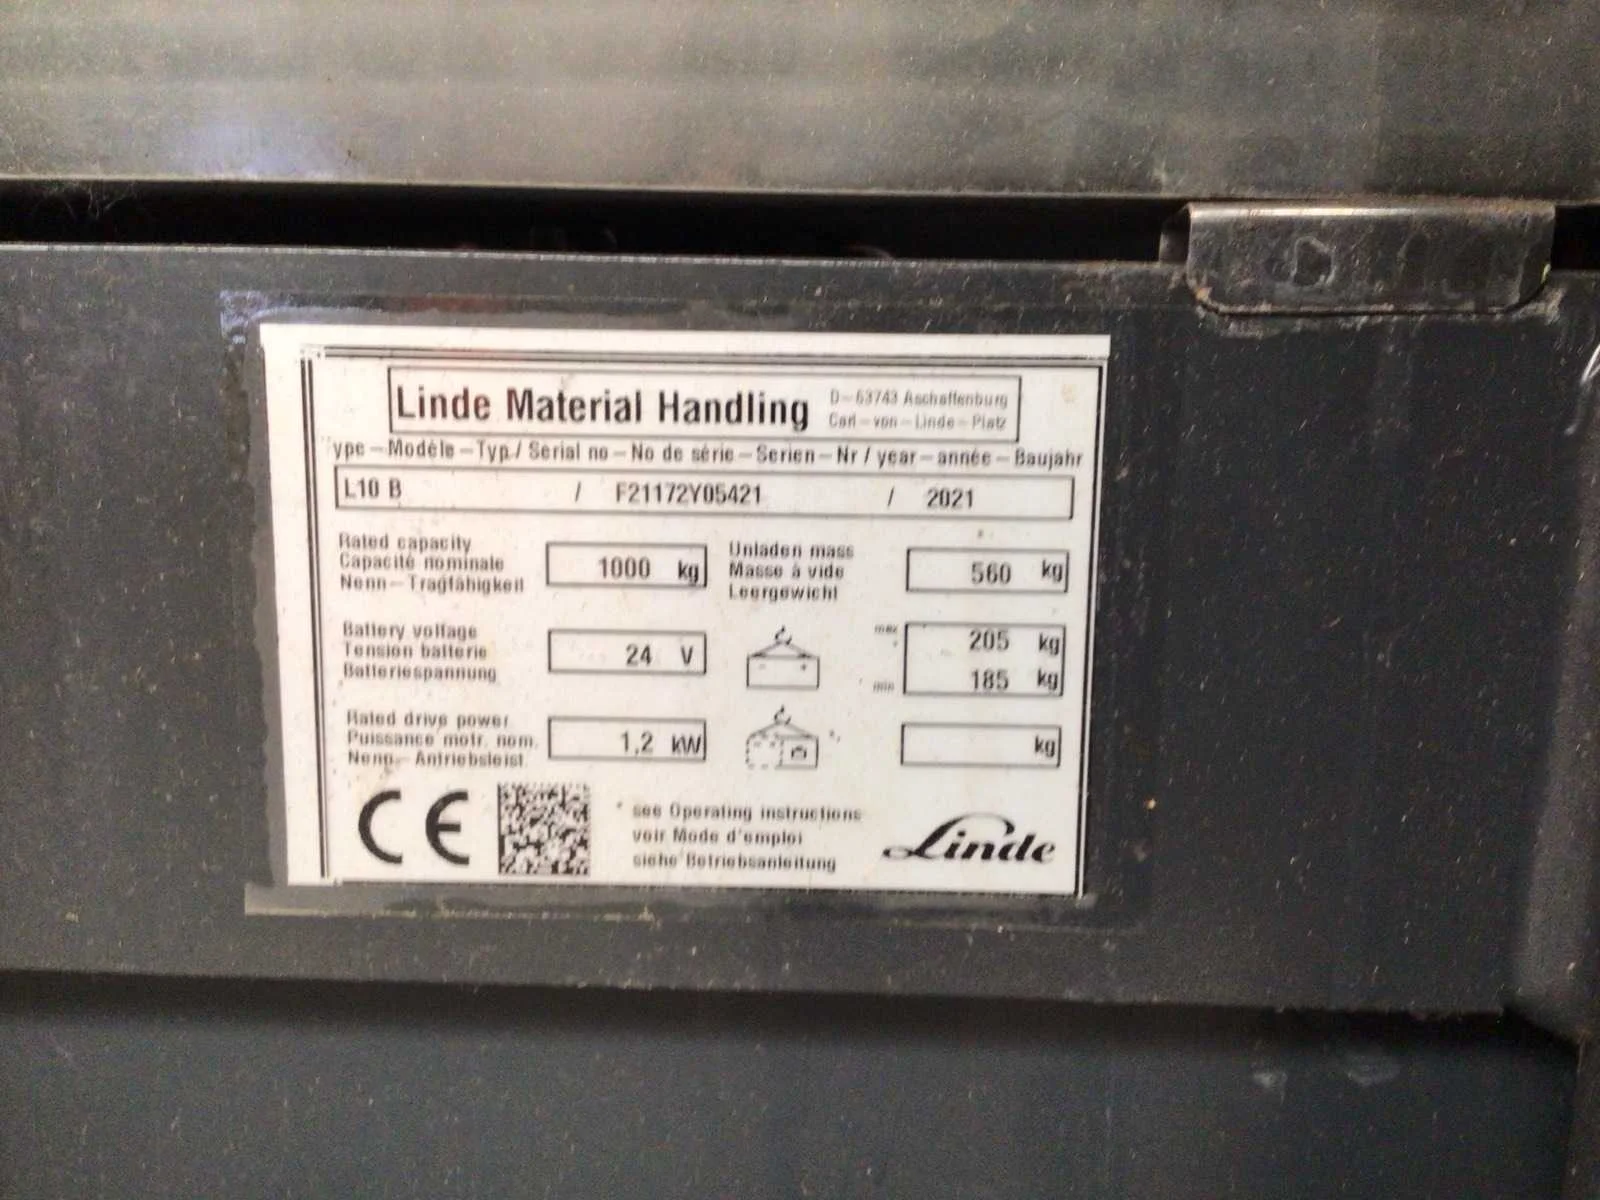 Linde Material Handling
D-63743 Aschaffenburg
Carl-von-Linde-Platz
ype-Modèle-Typ / Serial no-No de série-Serien-Nr / year-année-Baujahr
L10 B / F21172Y05421 / 2021
Rated capacity
Capacité nominale
Nenn-Tragfähigkeit
1000 kg
Unladen mass
Masse à vide
Leergewicht
560 kg
Battery voltage
Tension batterie
Batteriespannung
24 V
max 205 kg
min 185 kg
Rated drive power
Puissance motr. nom.
Nenn-Antriebsleist.
1,2 kW
kg
CE
* see Operating instructions
voir Mode d'emploi
siehe Betriebsanleitung
Linde